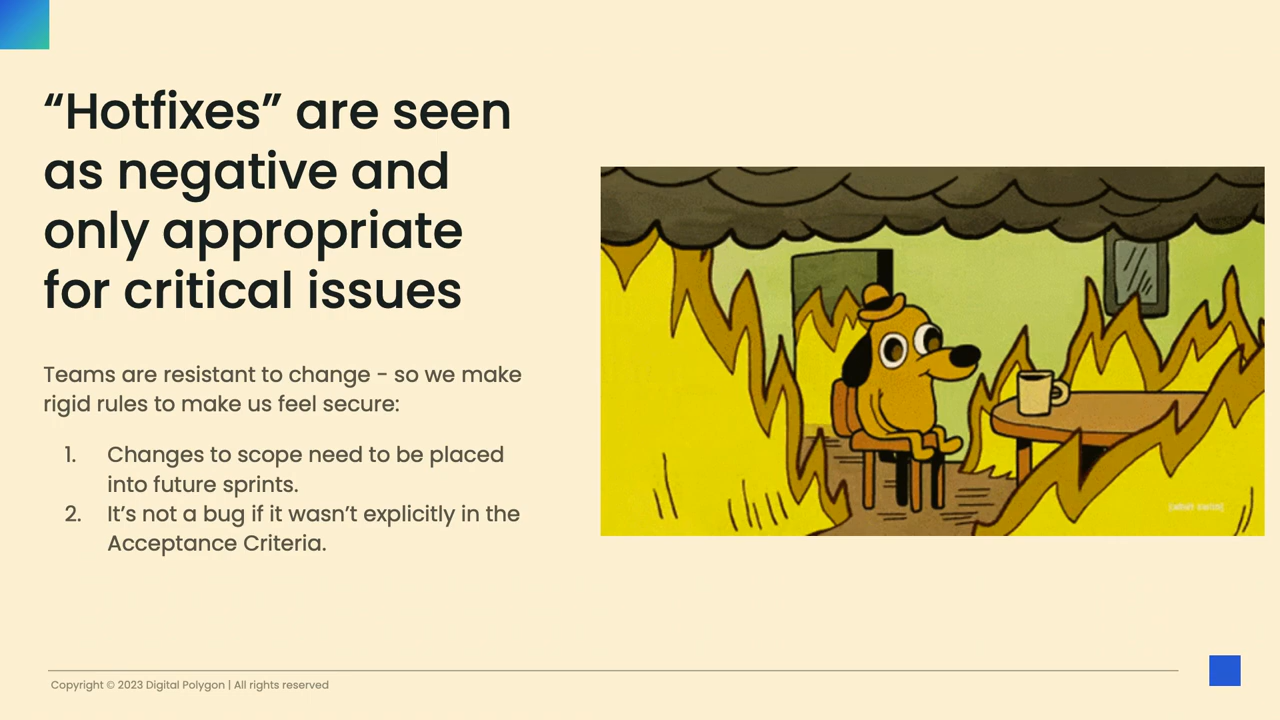 “Hotfixes” are seen
as negative and
only appropriate
for critical issues
Teams are resistant to change - so we make
rigid rules to make us feel secure:
1. Changes to scope need to be placed
into future sprints.
2. It’s not a bug if it wasn’t explicitly in the
Acceptance Criteria.
Copyright © 2023 Digital Polygon | All rights reserved